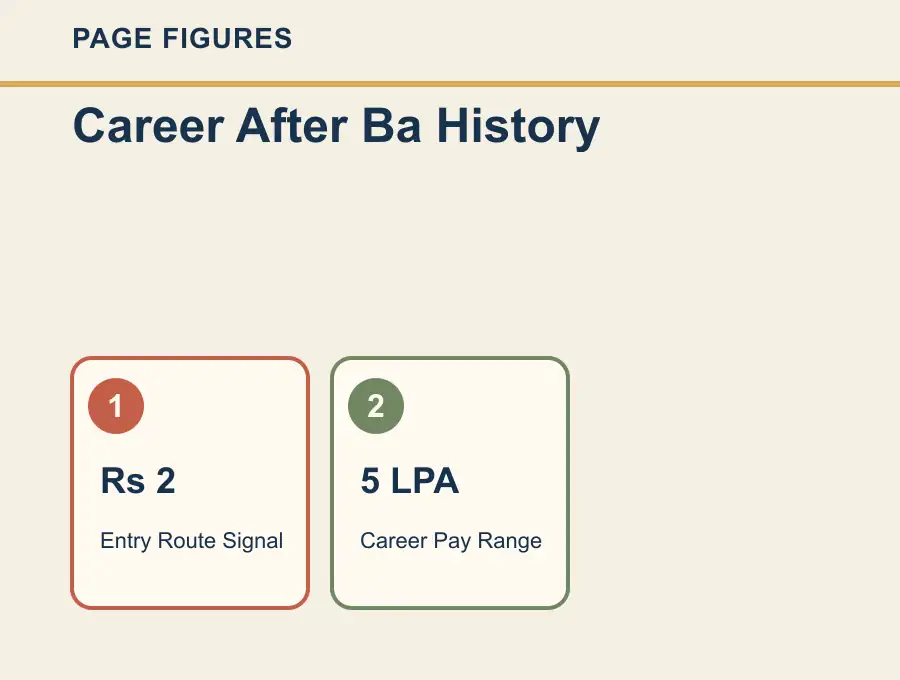 PAGE FIGURES
Career After Ba History
1
Rs 2
Entry Route Signal
2
5 LPA
Career Pay Range